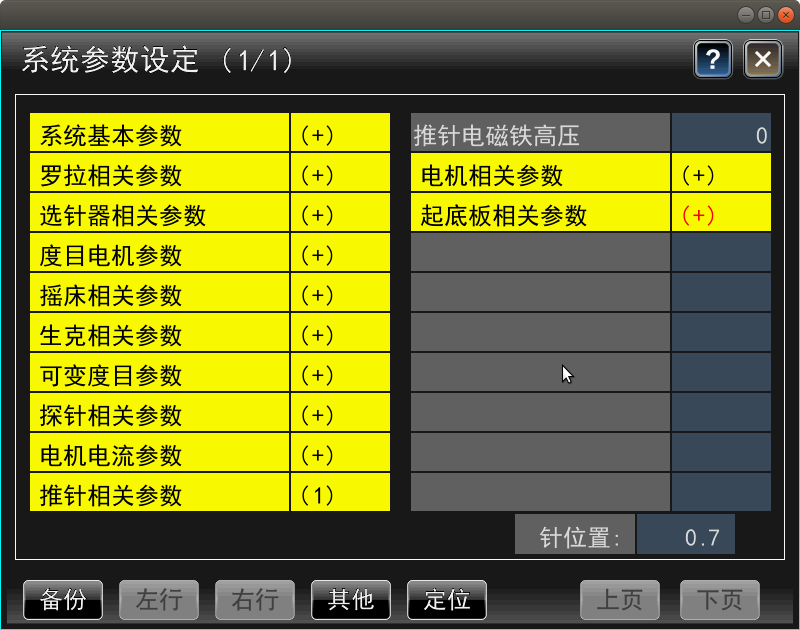 系统参数设定 (1/1)
?
系统基本参数 (+)
罗拉相关参数 (+)
选针器相关参数 (+)
度目电机参数 (+)
摇床相关参数 (+)
生克相关参数 (+)
可变度目参数 (+)
探针相关参数 (+)
电机电流参数 (+)
推针相关参数 (1)
推针电磁铁高压 0
电机相关参数 (+)
起底板相关参数 (+)
针位置: 0.7
备份 左行 右行 其他 定位 上页 下页